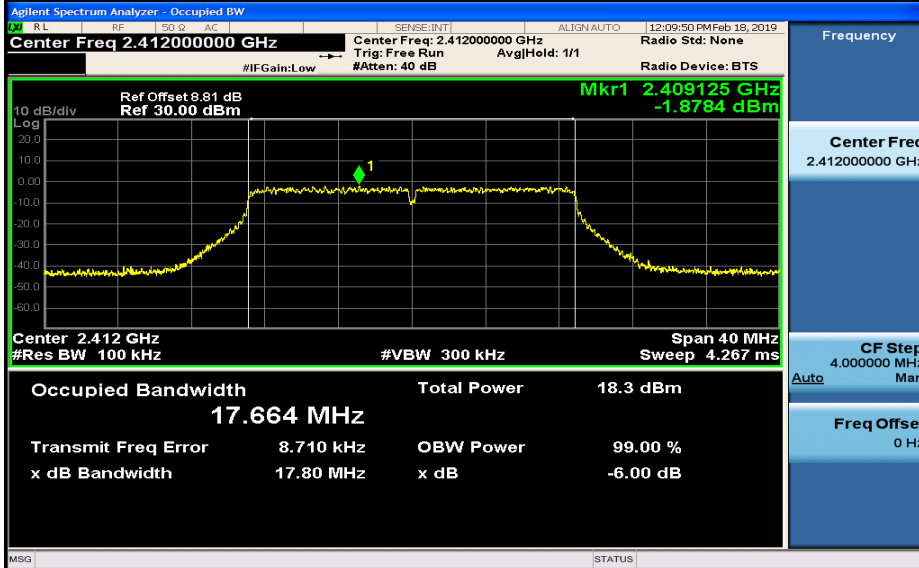 Agilent Spectrum Analyzer - Occupied BW
LXI RL RF 50 Ω AC SENSE:INT ALIGN AUTO 12:09:50 PM Feb 18, 2019
Center Freq 2.412000000 GHz
Center Freq: 2.412000000 GHz
Radio Std: None
Trig: Free Run Avg|Hold: 1/1
#IFGain:Low #Atten: 40 dB Radio Device: BTS
Ref Offset 8.81 dB
10 dB/div Ref 30.00 dBm
Mkr1 2.409125 GHz
-1.8784 dBm
Log
20.0
10.0
0.00
-10.0
-20.0
-30.0
-40.0
-50.0
-60.0
1
Center 2.412 GHz Span 40 MHz
#Res BW 100 kHz #VBW 300 kHz Sweep 4.267 ms
Occupied Bandwidth Total Power 18.3 dBm
17.664 MHz
Transmit Freq Error 8.710 kHz OBW Power 99.00 %
x dB Bandwidth 17.80 MHz x dB -6.00 dB
MSG STATUS
Frequency
Center Freq
2.412000000 GHz
CF Step
4.000000 MHz
Auto Man
Freq Offset
0 Hz